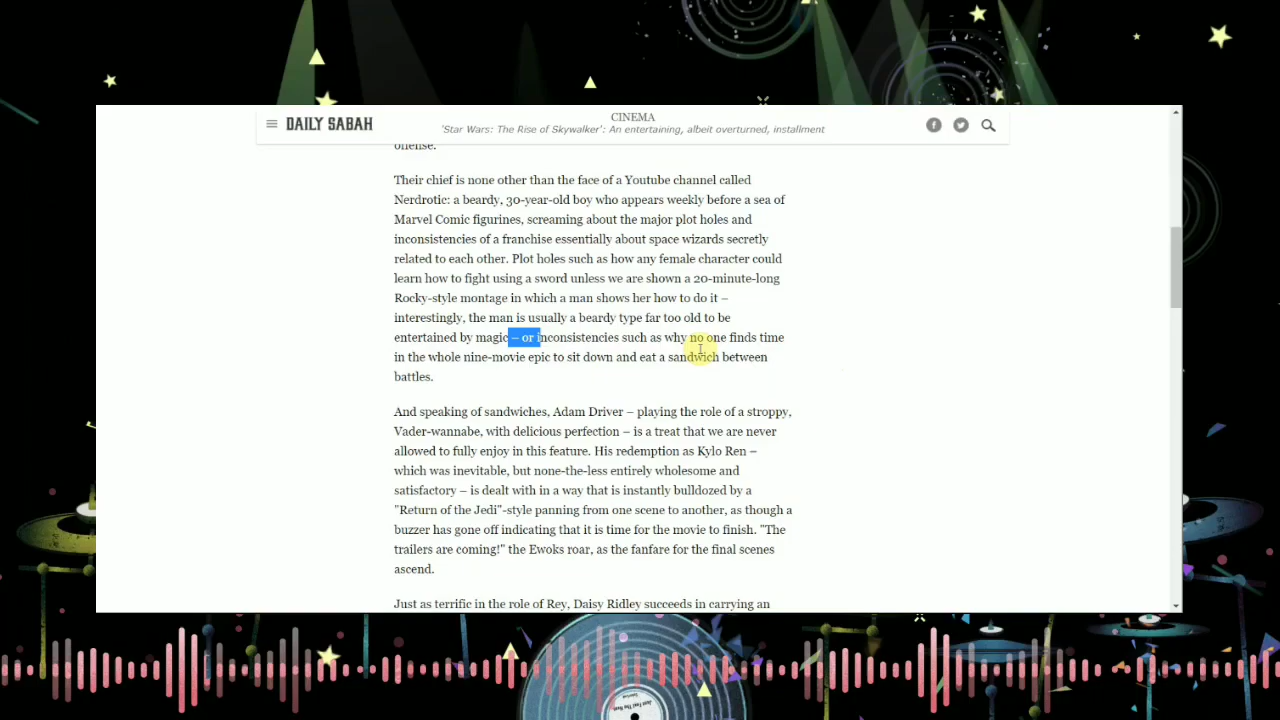 DAILY SABAH
CINEMA
'Star Wars: The Rise of Skywalker': An entertaining, albeit overturned, installment
offense.
Their chief is none other than the face of a Youtube channel called
Nerdrotic: a beardy, 30-year-old boy who appears weekly before a sea of
Marvel Comic figurines, screaming about the major plot holes and
inconsistencies of a franchise essentially about space wizards secretly
related to each other. Plot holes such as how any female character could
learn how to fight using a sword unless we are shown a 20-minute-long
Rocky-style montage in which a man shows her how to do it –
interestingly, the man is usually a beardy type far too old to be
entertained by magic – or inconsistencies such as why no one finds time
in the whole nine-movie epic to sit down and eat a sandwich between
battles.
And speaking of sandwiches, Adam Driver – playing the role of a stroppy,
Vader-wannabe, with delicious perfection – is a treat that we are never
allowed to fully enjoy in this feature. His redemption as Kylo Ren –
which was inevitable, but none-the-less entirely wholesome and
satisfactory – is dealt with in a way that is instantly bulldozed by a
"Return of the Jedi"-style panning from one scene to another, as though a
buzzer has gone off indicating that it is time for the movie to finish. "The
trailers are coming!" the Ewoks roar, as the fanfare for the final scenes
ascend.
Just as terrific in the role of Rey, Daisy Ridley succeeds in carrying an